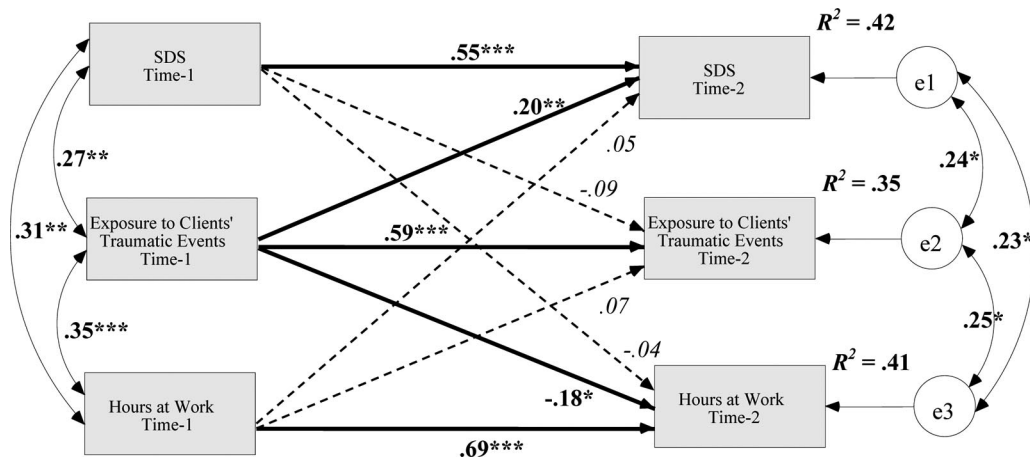 R² = .42
.55***
SDS
Time-1
SDS
Time-2
e1
.20**
.05
.27**
.24*
-.09
R² = .35
Exposure to Clients'
Traumatic Events
Time-1
.59***
Exposure to Clients'
Traumatic Events
Time-2
e2
.31**
.23*
.07
.35***
.25*
-.04
R² = .41
-.18*
Hours at Work
Time-1
Hours at Work
Time-2
e3
.69***